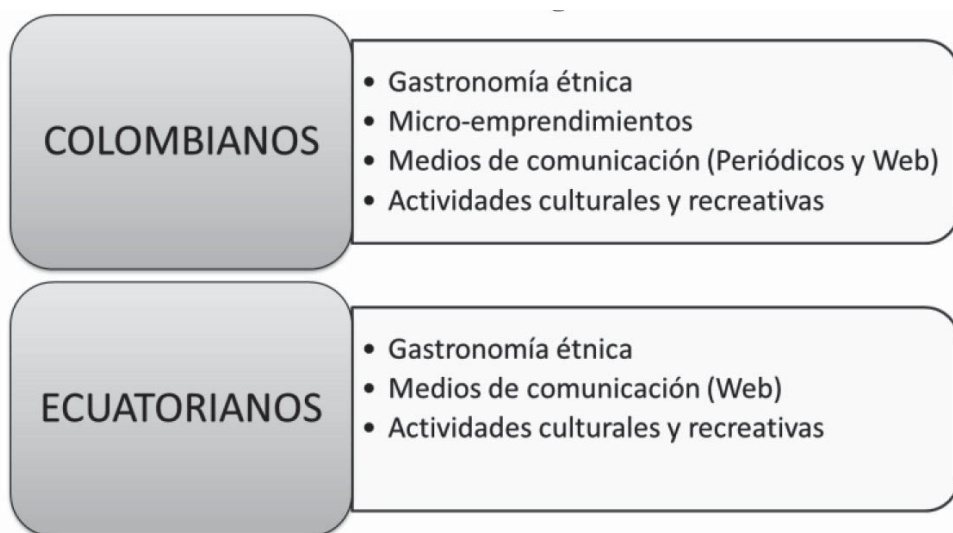 COLOMBIANOS
• Gastronomía étnica
• Micro-emprendimientos
• Medios de comunicación (Periódicos y Web)
• Actividades culturales y recreativas
ECUATORIANOS
• Gastronomía étnica
• Medios de comunicación (Web)
• Actividades culturales y recreativas